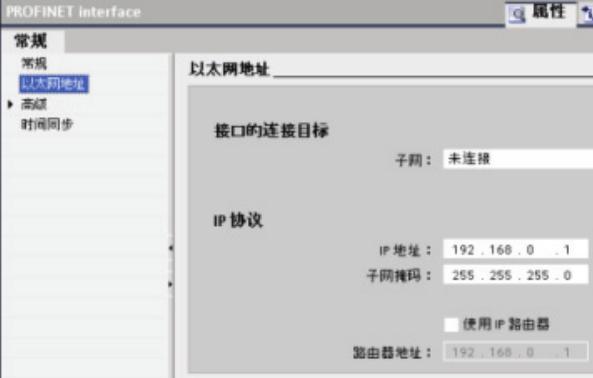 PROFINET interface
属性
常规
常规
以太网地址
高级
时间同步
以太网地址
接口的连接目标
子网：
未连接
IP 协议
IP 地址：
192 . 168 . 0 . 1
子网掩码：
255 . 255 . 255 . 0
使用 IP 路由器
路由器地址：
192 . 168 . 0 . 1